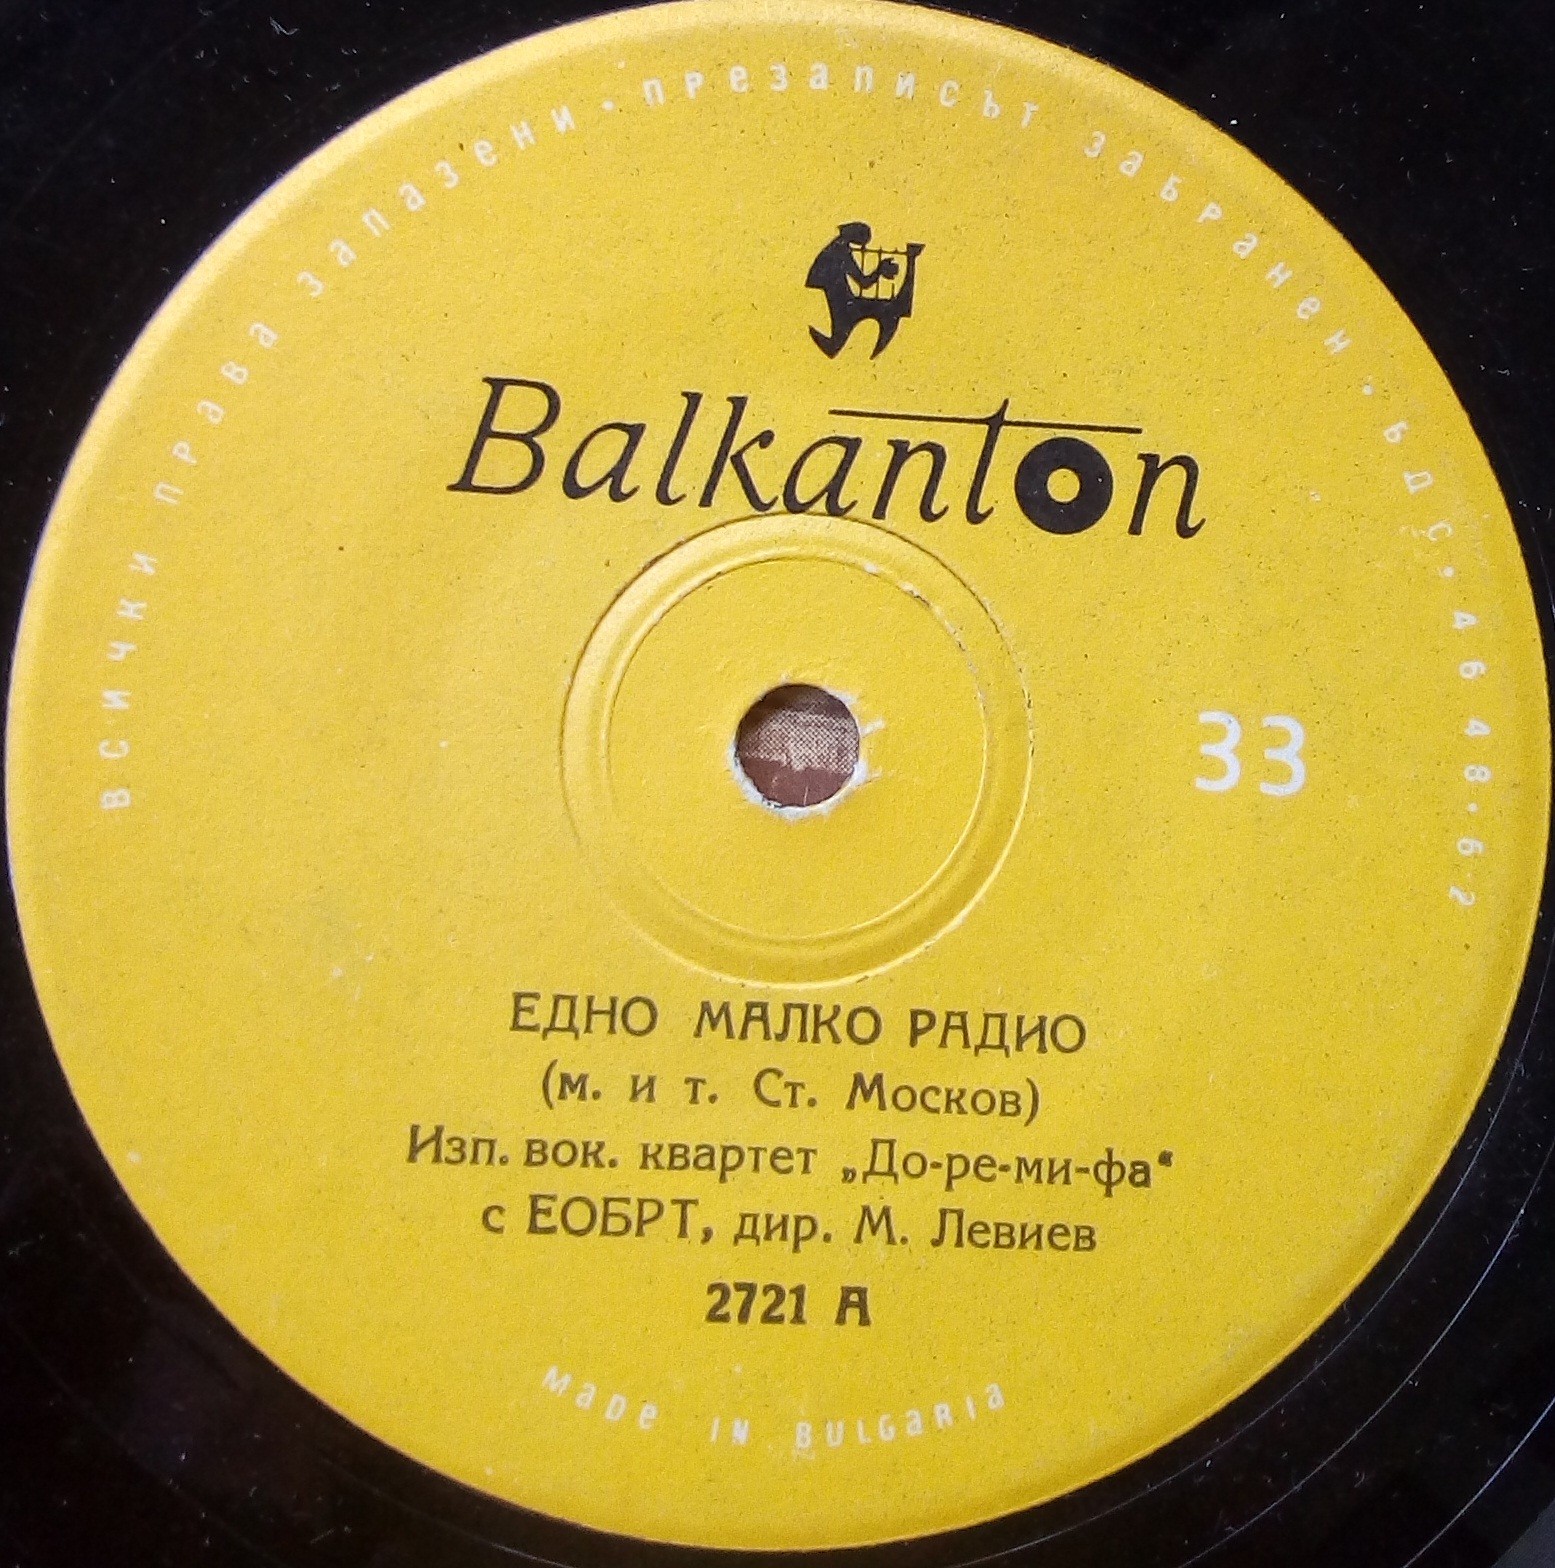 всички права запазени · презаписът забранен · БДС · 4648 · 62
Balkanton
33
ЕДНО МАЛКО РАДИО
(м. и т. Ст. Москов)
Изп. вок. квартет „До-ре-ми-фа“
с ЕОБРТ, дир. М. Левиев
2721 А
made in Bulgaria